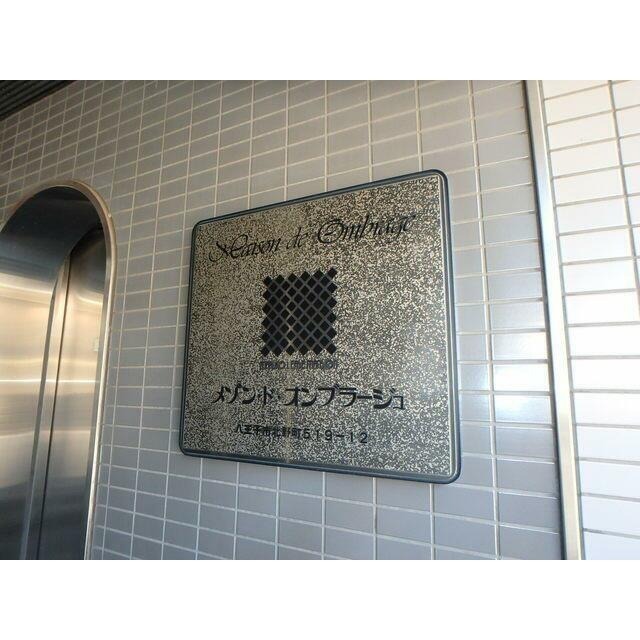 Maison de Ombrage
メゾン・ド・オンブラージュ
八王子市北野町519-12